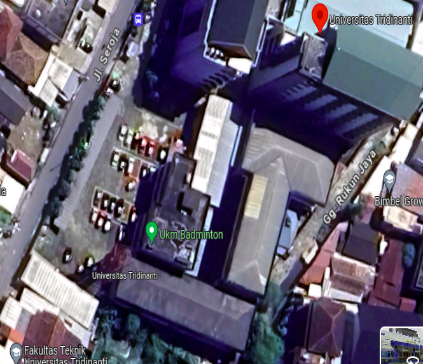 Universitas Tridinanti
Jl. Seroja
Gg. Rukun Jaya
Bimbel Grow
Ukm Badminton
Universitas Tridinanti
Fakultas Teknik
Universitas Tridinanti